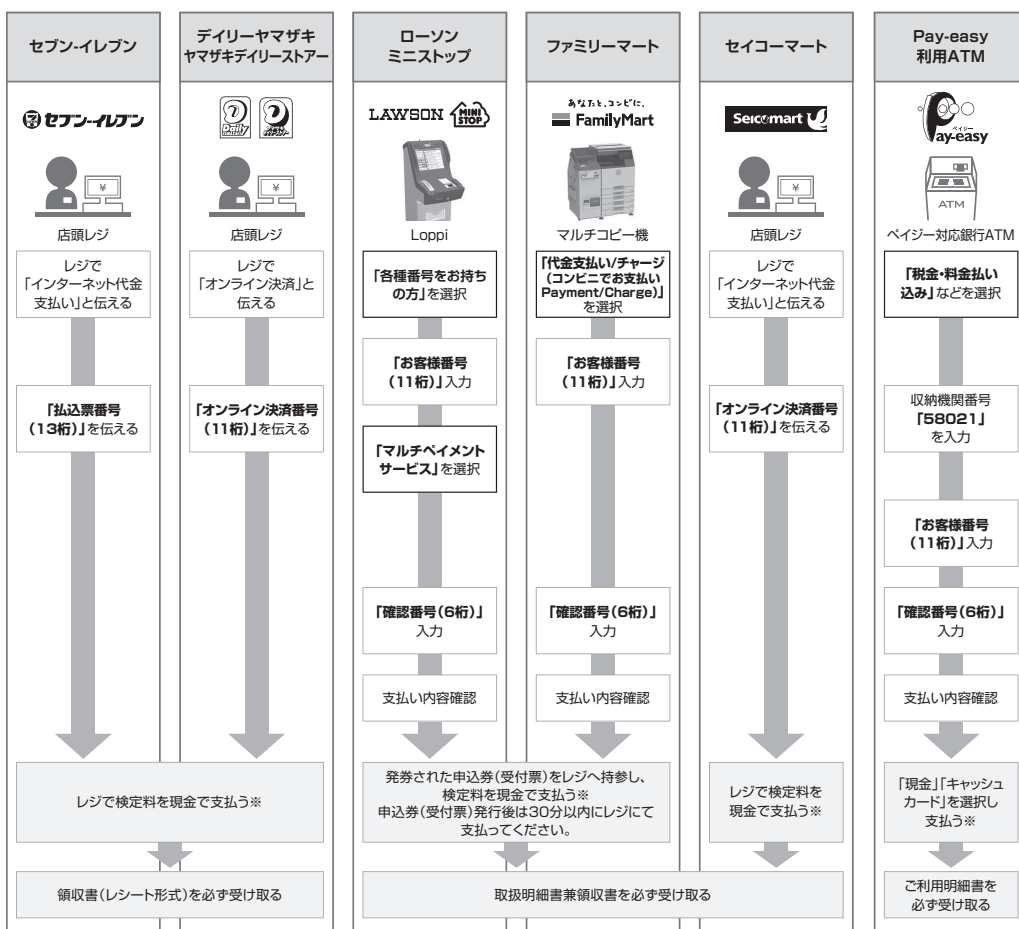 セブン-イレブン
セブン-イレブン
店頭レジ
レジで
「インターネット代金
支払い」と伝える
「払込票番号
(13桁)」を伝える
デイリーヤマザキ
ヤマザキデイリーストアー
Daily
店頭レジ
レジで
「オンライン決済」と
伝える
「オンライン決済番号
(11桁)」を伝える
レジで検定料を現金で支払う※
領収書(レシート形式)を必ず受け取る
ローソン
ミニストップ
LAWSON
MINI
STOP
Loppi
「各種番号をお持ち
の方」を選択
「お客様番号
(11桁)」入力
「マルチペイメント
サービス」を選択
「確認番号(6桁)」
入力
支払い内容確認
ファミリーマート
あなたと、コンビに、
FamilyMart
マルチコピー機
「代金支払い/チャージ
(コンビニでお支払い
Payment/Charge)」
を選択
「お客様番号
(11桁)」入力
「確認番号(6桁)」
入力
支払い内容確認
発券された申込券(受付票)をレジへ持参し、
検定料を現金で支払う※
申込券(受付票)発行後は30分以内にレジにて
支払ってください。
セイコーマート
Seicomart
店頭レジ
レジで
「インターネット代金
支払い」と伝える
「オンライン決済番号
(11桁)」を伝える
レジで検定料を
現金で支払う※
取扱明細書兼領収書を必ず受け取る
Pay-easy
利用ATM
ペイジー
Pay-easy
ATM
ペイジー対応銀行ATM
「税金・料金払い
込み」などを選択
収納機関番号
「58021」
を入力
「お客様番号
(11桁)」入力
「確認番号(6桁)」
入力
支払い内容確認
「現金」「キャッシュ
カード」を選択し
支払う※
ご利用明細書を
必ず受け取る